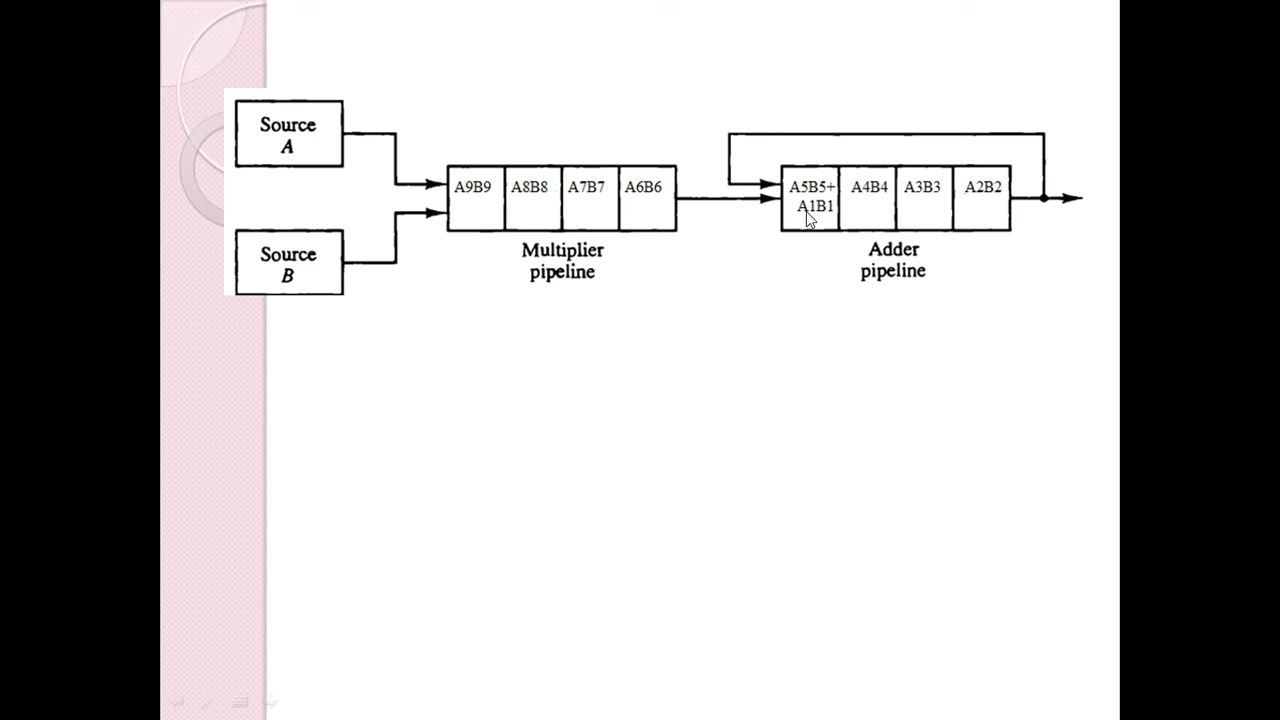 Source
A
A9B9 A8B8 A7B7 A6B6
A5B5+
A1B1
A4B4 A3B3 A2B2
Source
B
Multiplier
pipeline
Adder
pipeline